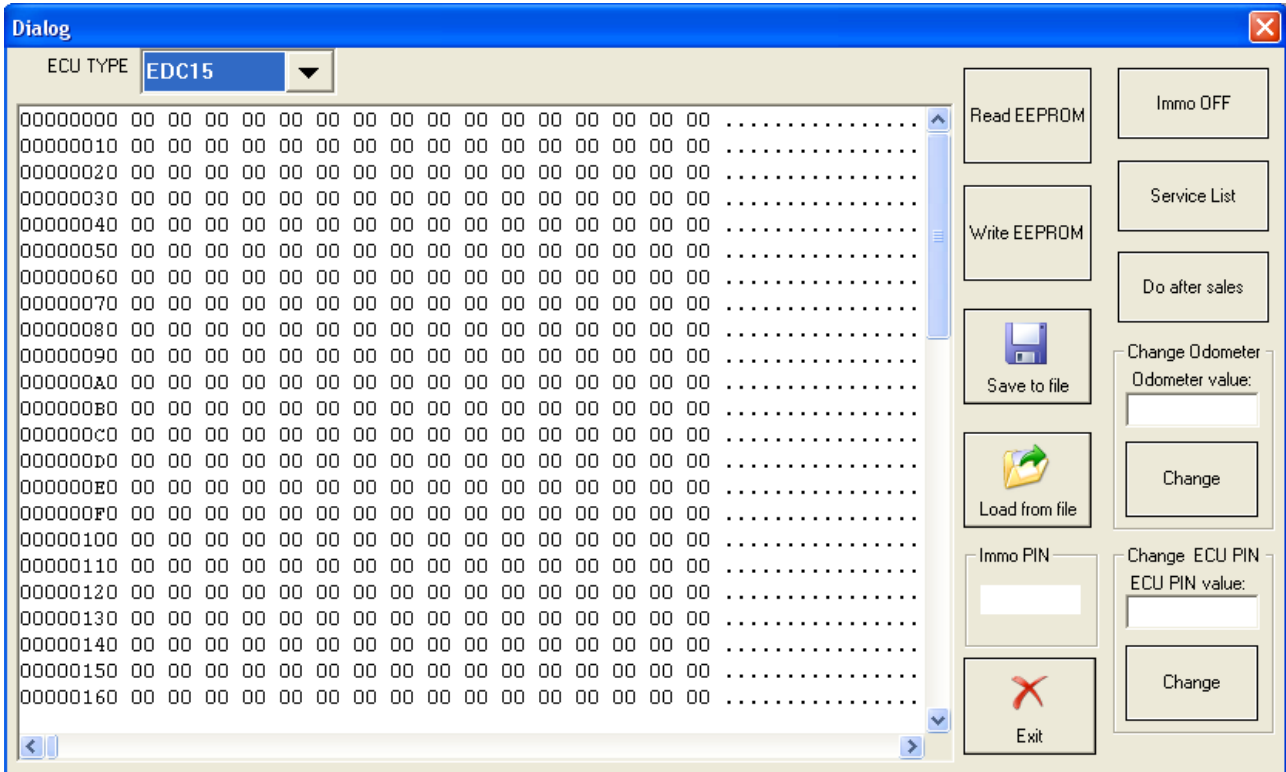 Dialog
ECU TYPE EDC15
00000000 00 00 00 00 00 00 00 00 00 00 00 00 00 00 00 00 ................
00000010 00 00 00 00 00 00 00 00 00 00 00 00 00 00 00 00 ................
00000020 00 00 00 00 00 00 00 00 00 00 00 00 00 00 00 00 ................
00000030 00 00 00 00 00 00 00 00 00 00 00 00 00 00 00 00 ................
00000040 00 00 00 00 00 00 00 00 00 00 00 00 00 00 00 00 ................
00000050 00 00 00 00 00 00 00 00 00 00 00 00 00 00 00 00 ................
00000060 00 00 00 00 00 00 00 00 00 00 00 00 00 00 00 00 ................
00000070 00 00 00 00 00 00 00 00 00 00 00 00 00 00 00 00 ................
00000080 00 00 00 00 00 00 00 00 00 00 00 00 00 00 00 00 ................
00000090 00 00 00 00 00 00 00 00 00 00 00 00 00 00 00 00 ................
000000A0 00 00 00 00 00 00 00 00 00 00 00 00 00 00 00 00 ................
000000B0 00 00 00 00 00 00 00 00 00 00 00 00 00 00 00 00 ................
000000C0 00 00 00 00 00 00 00 00 00 00 00 00 00 00 00 00 ................
000000D0 00 00 00 00 00 00 00 00 00 00 00 00 00 00 00 00 ................
000000E0 00 00 00 00 00 00 00 00 00 00 00 00 00 00 00 00 ................
000000F0 00 00 00 00 00 00 00 00 00 00 00 00 00 00 00 00 ................
00000100 00 00 00 00 00 00 00 00 00 00 00 00 00 00 00 00 ................
00000110 00 00 00 00 00 00 00 00 00 00 00 00 00 00 00 00 ................
00000120 00 00 00 00 00 00 00 00 00 00 00 00 00 00 00 00 ................
00000130 00 00 00 00 00 00 00 00 00 00 00 00 00 00 00 00 ................
00000140 00 00 00 00 00 00 00 00 00 00 00 00 00 00 00 00 ................
00000150 00 00 00 00 00 00 00 00 00 00 00 00 00 00 00 00 ................
00000160 00 00 00 00 00 00 00 00 00 00 00 00 00 00 00 00 ................
Read EEPROM
Write EEPROM
Save to file
Load from file
Immo PIN
Exit
Immo OFF
Service List
Do after sales
Change Odometer
Odometer value:
Change
Change ECU PIN
ECU PIN value:
Change